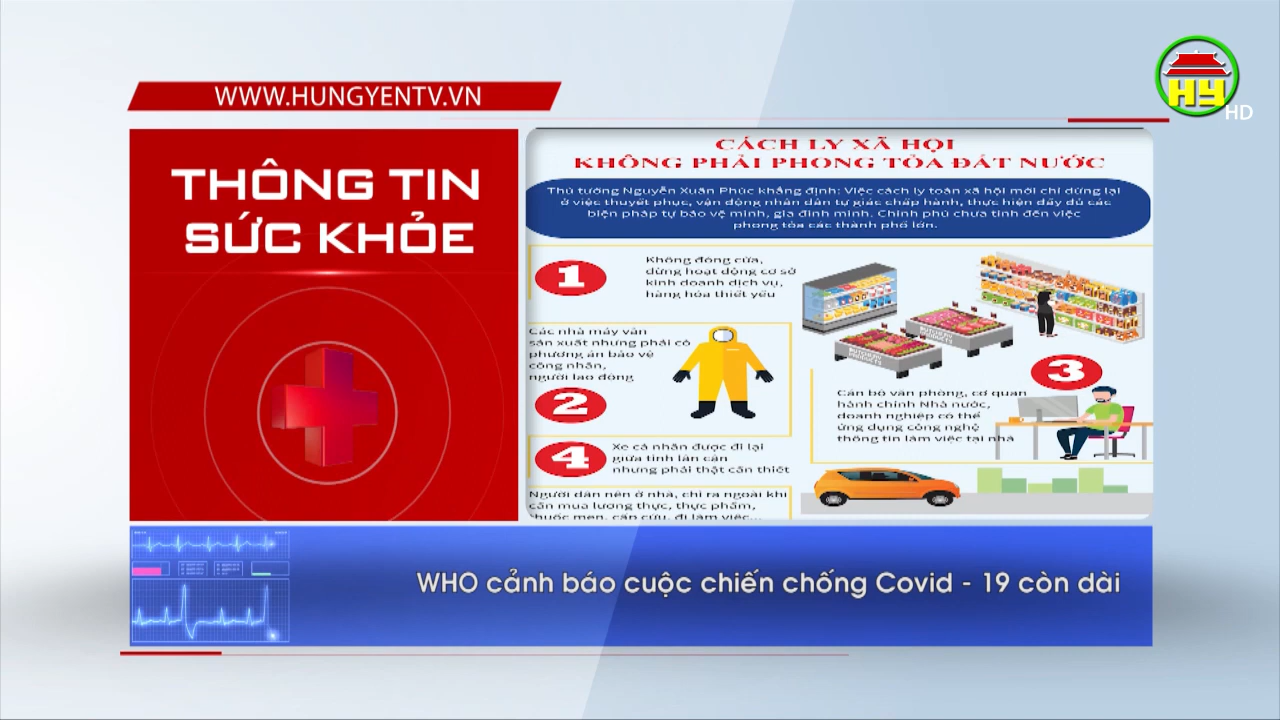 WWW.HUNGYENTV.VN
HY
HD
THÔNG TIN
SỨC KHỎE
CÁCH LY XÃ HỘI
KHÔNG PHẢI PHONG TỎA ĐẤT NƯỚC
Thủ tướng Nguyễn Xuân Phúc khẳng định: Việc cách ly toàn xã hội mới chỉ dừng lại
ở việc thuyết phục, vận động nhân dân tự giác chấp hành, thực hiện đầy đủ các
biện pháp tự bảo vệ mình, gia đình mình. Chính phủ chưa tính đến việc
phong tỏa các thành phố lớn.
1
Không đóng cửa,
dừng hoạt động cơ sở
kinh doanh dịch vụ,
hàng hóa thiết yếu
Các nhà máy vẫn
sản xuất nhưng phải có
phương án bảo vệ
công nhân,
người lao động
2
3
Cán bộ văn phòng, cơ quan
hành chính Nhà nước,
doanh nghiệp có thể
ứng dụng công nghệ
thông tin làm việc tại nhà
4
Xe cá nhân được đi lại
giữa tỉnh lân cận
nhưng phải thật cần thiết
Người dân nên ở nhà, chỉ ra ngoài khi
cần mua lương thực, thực phẩm,
thuốc men, cấp cứu, đi làm việc...
WHO cảnh báo cuộc chiến chống Covid - 19 còn dài